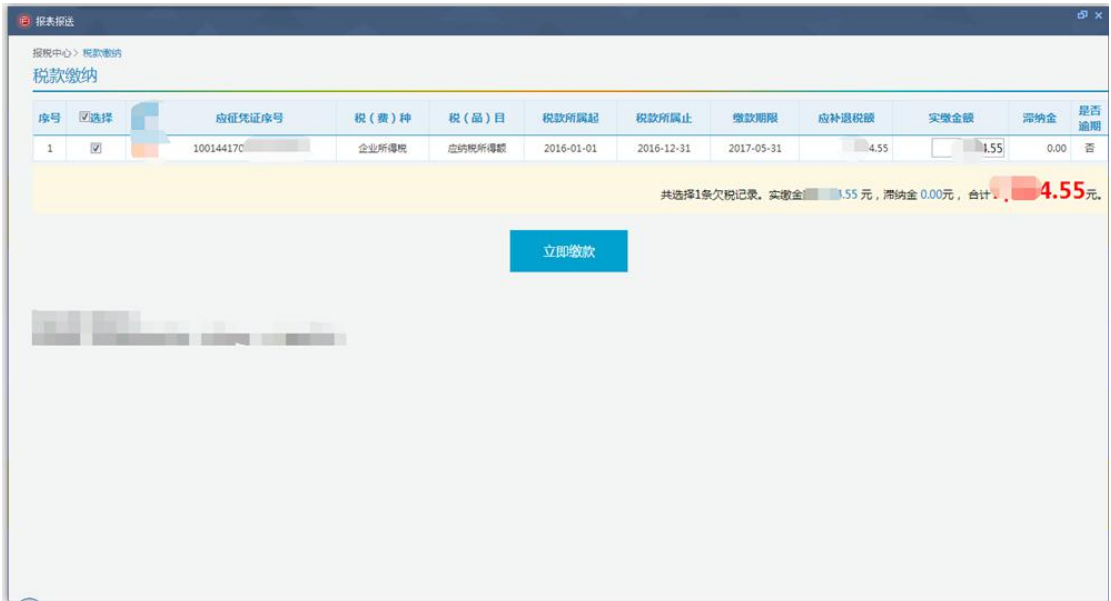 报表报送
报税中心 > 税款缴纳
税款缴纳
序号 选择 应征凭证序号 税（费）种 税（品）目 税款所属起 税款所属止 缴款期限 应补退税额 实缴金额 滞纳金 是否逾期
1 100144170 企业所得税 应纳税所得额 2016-01-01 2016-12-31 2017-05-31 4.55 4.55 0.00 否
共选择1条欠税记录。实缴金 .55 元，滞纳金 0.00元，合计 4.55元。
立即缴款